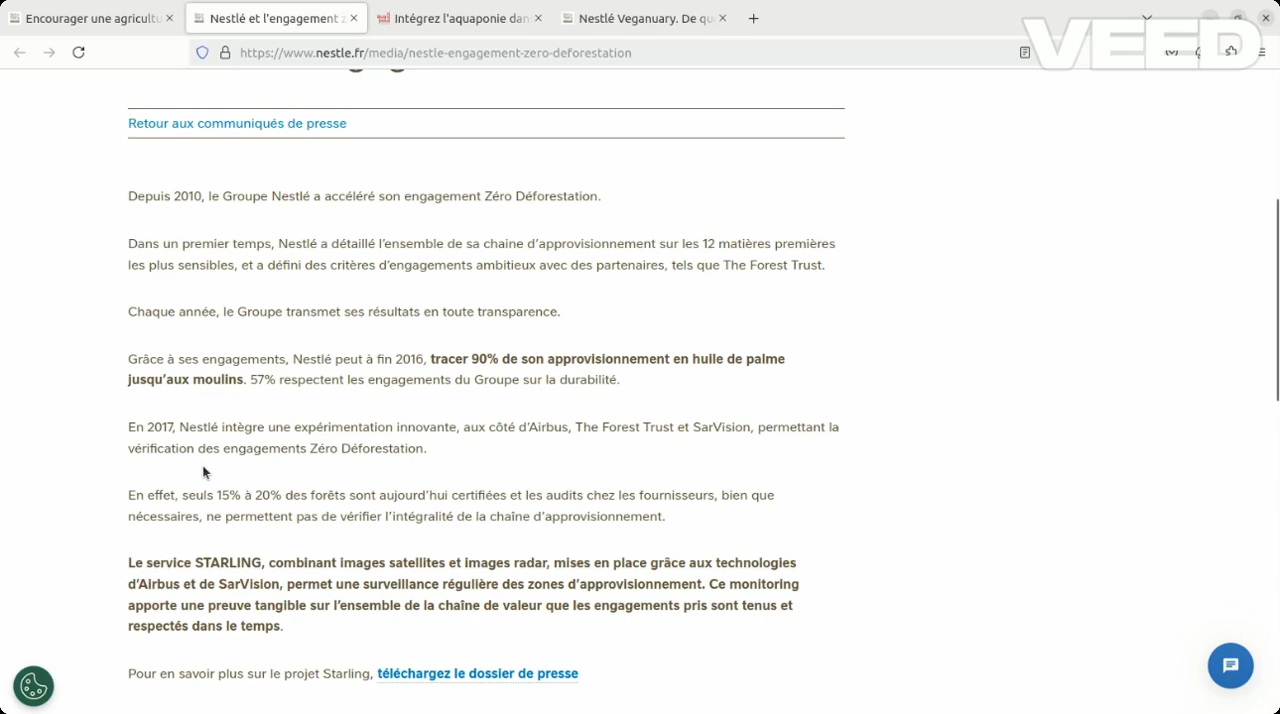 Encourager une agricultu
Nestlé et l'engagement z
Intégrez l'aquaponie dan
Nestlé Veganuary. De qu
VEED
https://www.nestle.fr/media/nestle-engagement-zero-deforestation
Retour aux communiqués de presse
Depuis 2010, le Groupe Nestlé a accéléré son engagement Zéro Déforestation.
Dans un premier temps, Nestlé a détaillé l'ensemble de sa chaine d'approvisionnement sur les 12 matières premières
les plus sensibles, et a défini des critères d'engagements ambitieux avec des partenaires, tels que The Forest Trust.
Chaque année, le Groupe transmet ses résultats en toute transparence.
Grâce à ses engagements, Nestlé peut à fin 2016, tracer 90% de son approvisionnement en huile de palme
jusqu'aux moulins. 57% respectent les engagements du Groupe sur la durabilité.
En 2017, Nestlé intègre une expérimentation innovante, aux côté d'Airbus, The Forest Trust et SarVision, permettant la
vérification des engagements Zéro Déforestation.
En effet, seuls 15% à 20% des forêts sont aujourd'hui certifiées et les audits chez les fournisseurs, bien que
nécessaires, ne permettent pas de vérifier l'intégralité de la chaîne d'approvisionnement.
Le service STARLING, combinant images satellites et images radar, mises en place grâce aux technologies
d'Airbus et de SarVision, permet une surveillance régulière des zones d'approvisionnement. Ce monitoring
apporte une preuve tangible sur l'ensemble de la chaîne de valeur que les engagements pris sont tenus et
respectés dans le temps.
Pour en savoir plus sur le projet Starling, téléchargez le dossier de presse